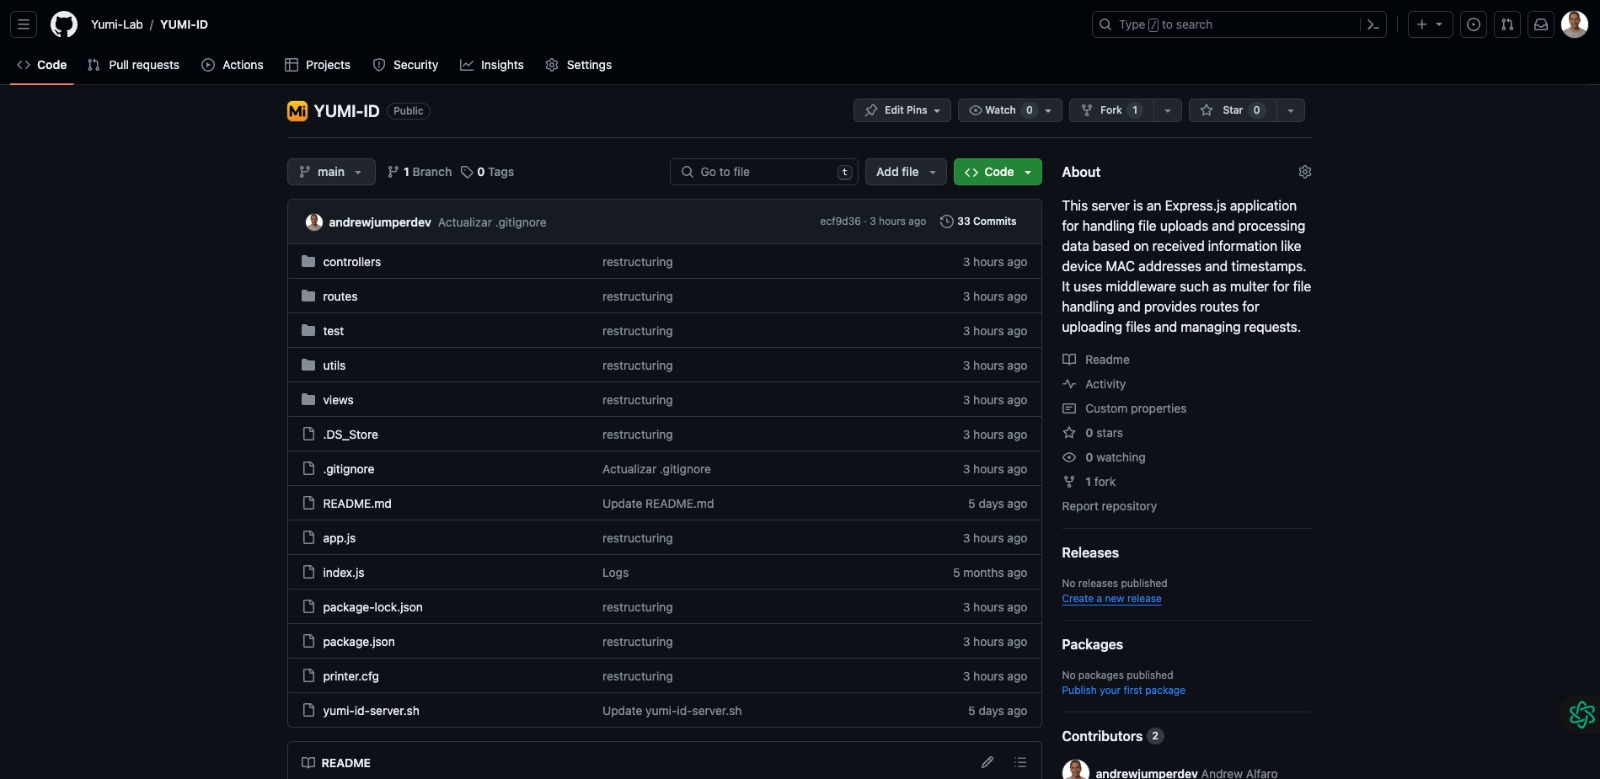 Yumi-Lab / YUMI-ID
Type / to search
Code
Pull requests
Actions
Projects
Security
Insights
Settings
Mi YUMI-ID Public
Edit Pins
Watch 0
Fork 1
Star 0
main
1 Branch
0 Tags
Go to file t
Add file
Code
andrewjumperdev Actualizar .gitignore ecf9d36 · 3 hours ago 33 Commits
controllers restructuring 3 hours ago
routes restructuring 3 hours ago
test restructuring 3 hours ago
utils restructuring 3 hours ago
views restructuring 3 hours ago
.DS_Store restructuring 3 hours ago
.gitignore Actualizar .gitignore 3 hours ago
README.md Update README.md 5 days ago
app.js restructuring 3 hours ago
index.js Logs 5 months ago
package-lock.json restructuring 3 hours ago
package.json restructuring 3 hours ago
printer.cfg restructuring 3 hours ago
yumi-id-server.sh Update yumi-id-server.sh 5 days ago
README
About
This server is an Express.js application
for handling file uploads and processing
data based on received information like
device MAC addresses and timestamps.
It uses middleware such as multer for file
handling and provides routes for
uploading files and managing requests.
Readme
Activity
Custom properties
0 stars
0 watching
1 fork
Report repository
Releases
No releases published
Create a new release
Packages
No packages published
Publish your first package
Contributors 2
andrewjumperdev Andrew Alfaro